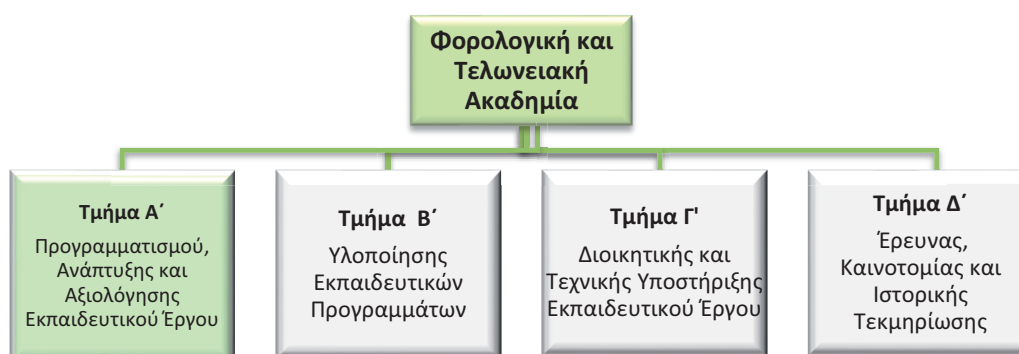 Φορολογική και
Τελωνειακή
Ακαδημία
Τμήμα Α΄
Προγραμματισμού,
Ανάπτυξης και
Αξιολόγησης
Εκπαιδευτικού Έργου
Τμήμα Β΄
Υλοποίησης
Εκπαιδευτικών
Προγραμμάτων
Τμήμα Γ'
Διοικητικής και
Τεχνικής Υποστήριξης
Εκπαιδευτικού Έργου
Τμήμα Δ΄
Έρευνας,
Καινοτομίας και
Ιστορικής
Τεκμηρίωσης